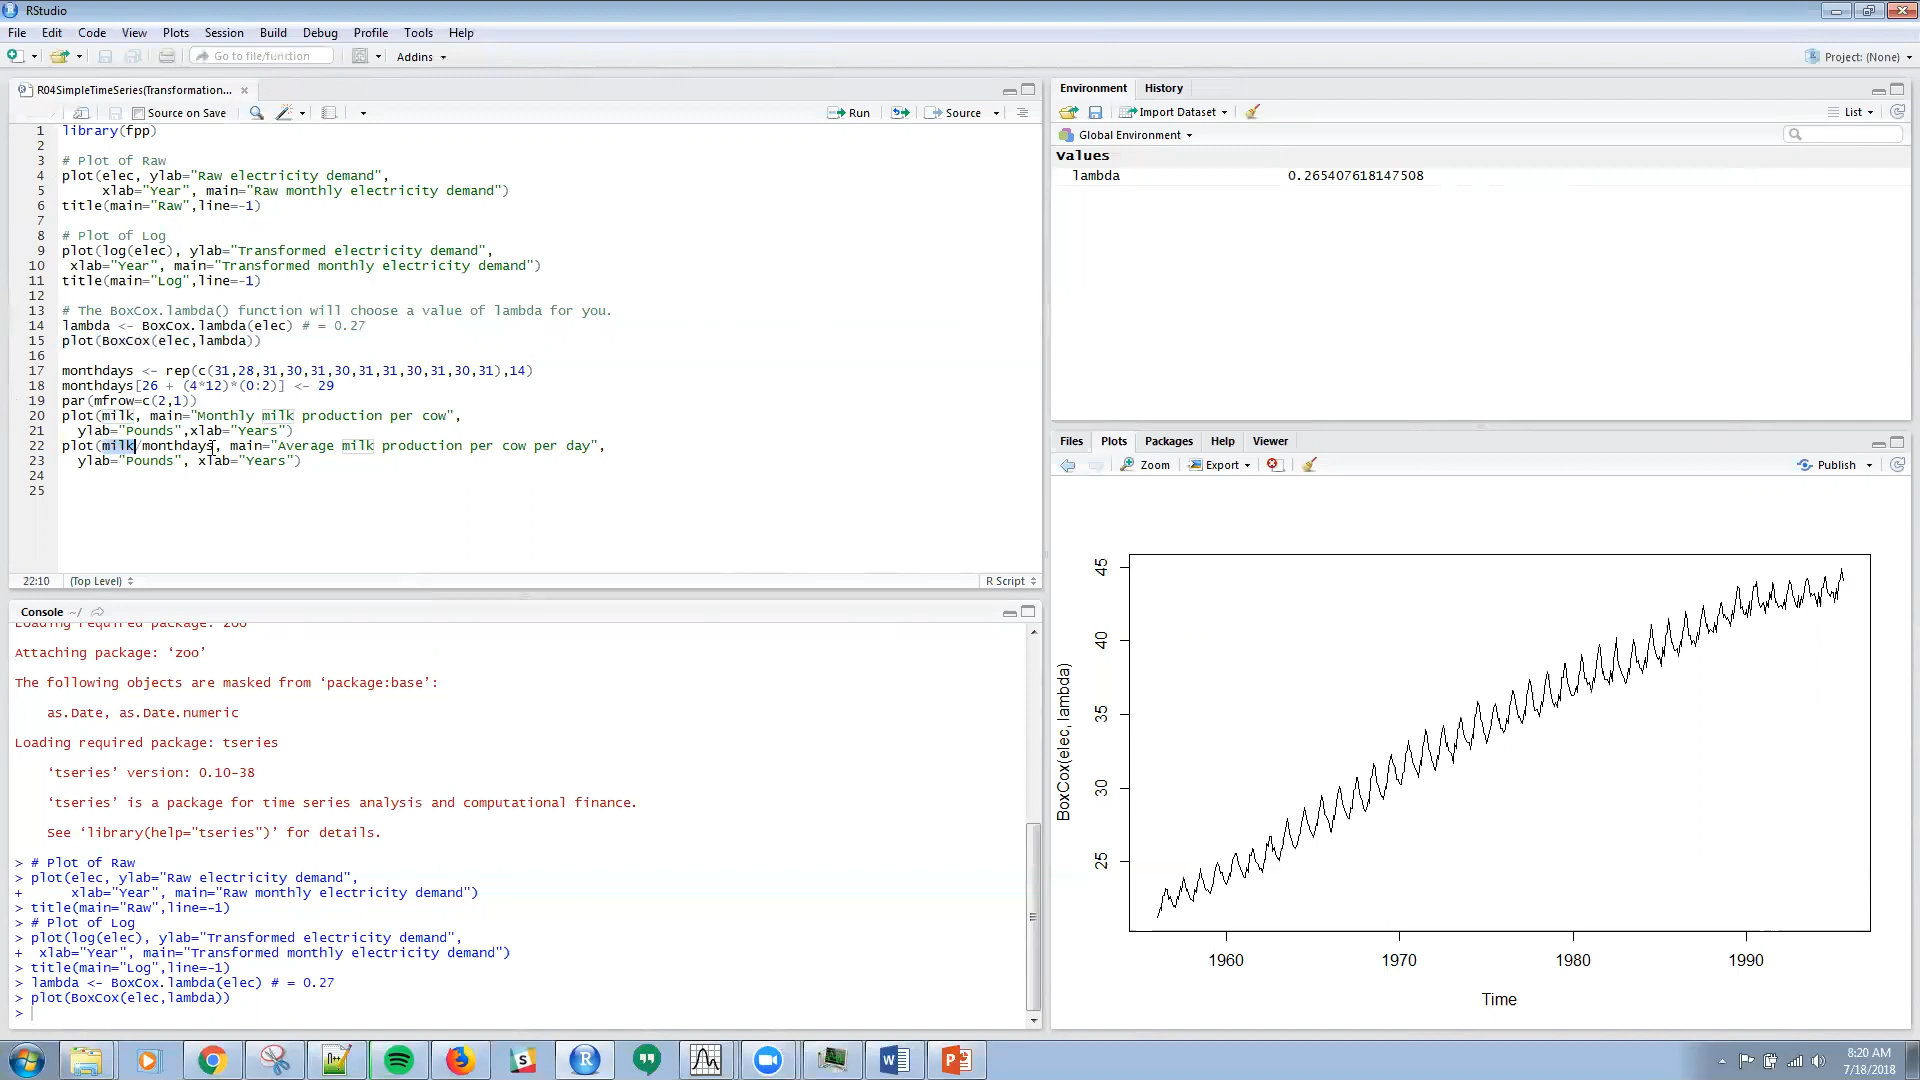 RStudio
File Edit Code View Plots Session Build Debug Profile Tools Help
Go to file/function Addins Project: (None)
R04SimpleTimeSeries(Transformation...
Source on Save Run Source
1 library(fpp)
2
3 # Plot of Raw
4 plot(elec, ylab="Raw electricity demand",
5 xlab="Year", main="Raw monthly electricity demand")
6 title(main="Raw",line=-1)
7
8 # Plot of Log
9 plot(log(elec), ylab="Transformed electricity demand",
10 xlab="Year", main="Transformed monthly electricity demand")
11 title(main="Log",line=-1)
12
13 # The BoxCox.lambda() function will choose a value of lambda for you.
14 lambda <- BoxCox.lambda(elec) # = 0.27
15 plot(BoxCox(elec,lambda))
16
17 monthdays <- rep(c(31,28,31,30,31,30,31,31,30,31,30,31),14)
18 monthdays[26 + (4*12)*(0:2)] <- 29
19 par(mfrow=c(2,1))
20 plot(milk, main="Monthly milk production per cow",
21 ylab="Pounds",xlab="Years")
22 plot(milk/monthdays, main="Average milk production per cow per day",
23 ylab="Pounds", xlab="Years")
24
25
22:10 (Top Level) R Script
Console ~/
Loading required package: zoo
Attaching package: ‘zoo’
The following objects are masked from ‘package:base’:
as.Date, as.Date.numeric
Loading required package: tseries
‘tseries’ version: 0.10-38
‘tseries’ is a package for time series analysis and computational finance.
See ‘library(help="tseries")’ for details.
> # Plot of Raw
> plot(elec, ylab="Raw electricity demand",
+ xlab="Year", main="Raw monthly electricity demand")
> title(main="Raw",line=-1)
> # Plot of Log
> plot(log(elec), ylab="Transformed electricity demand",
+ xlab="Year", main="Transformed monthly electricity demand")
> title(main="Log",line=-1)
> lambda <- BoxCox.lambda(elec) # = 0.27
> plot(BoxCox(elec,lambda))
>
Environment History
Import Dataset List
Global Environment
Values
lambda 0.265407618147508
Files Plots Packages Help Viewer
Zoom Export Publish
BoxCox(elec, lambda)
45
40
35
30
25
1960 1970 1980 1990
Time
8:20 AM
7/18/2018